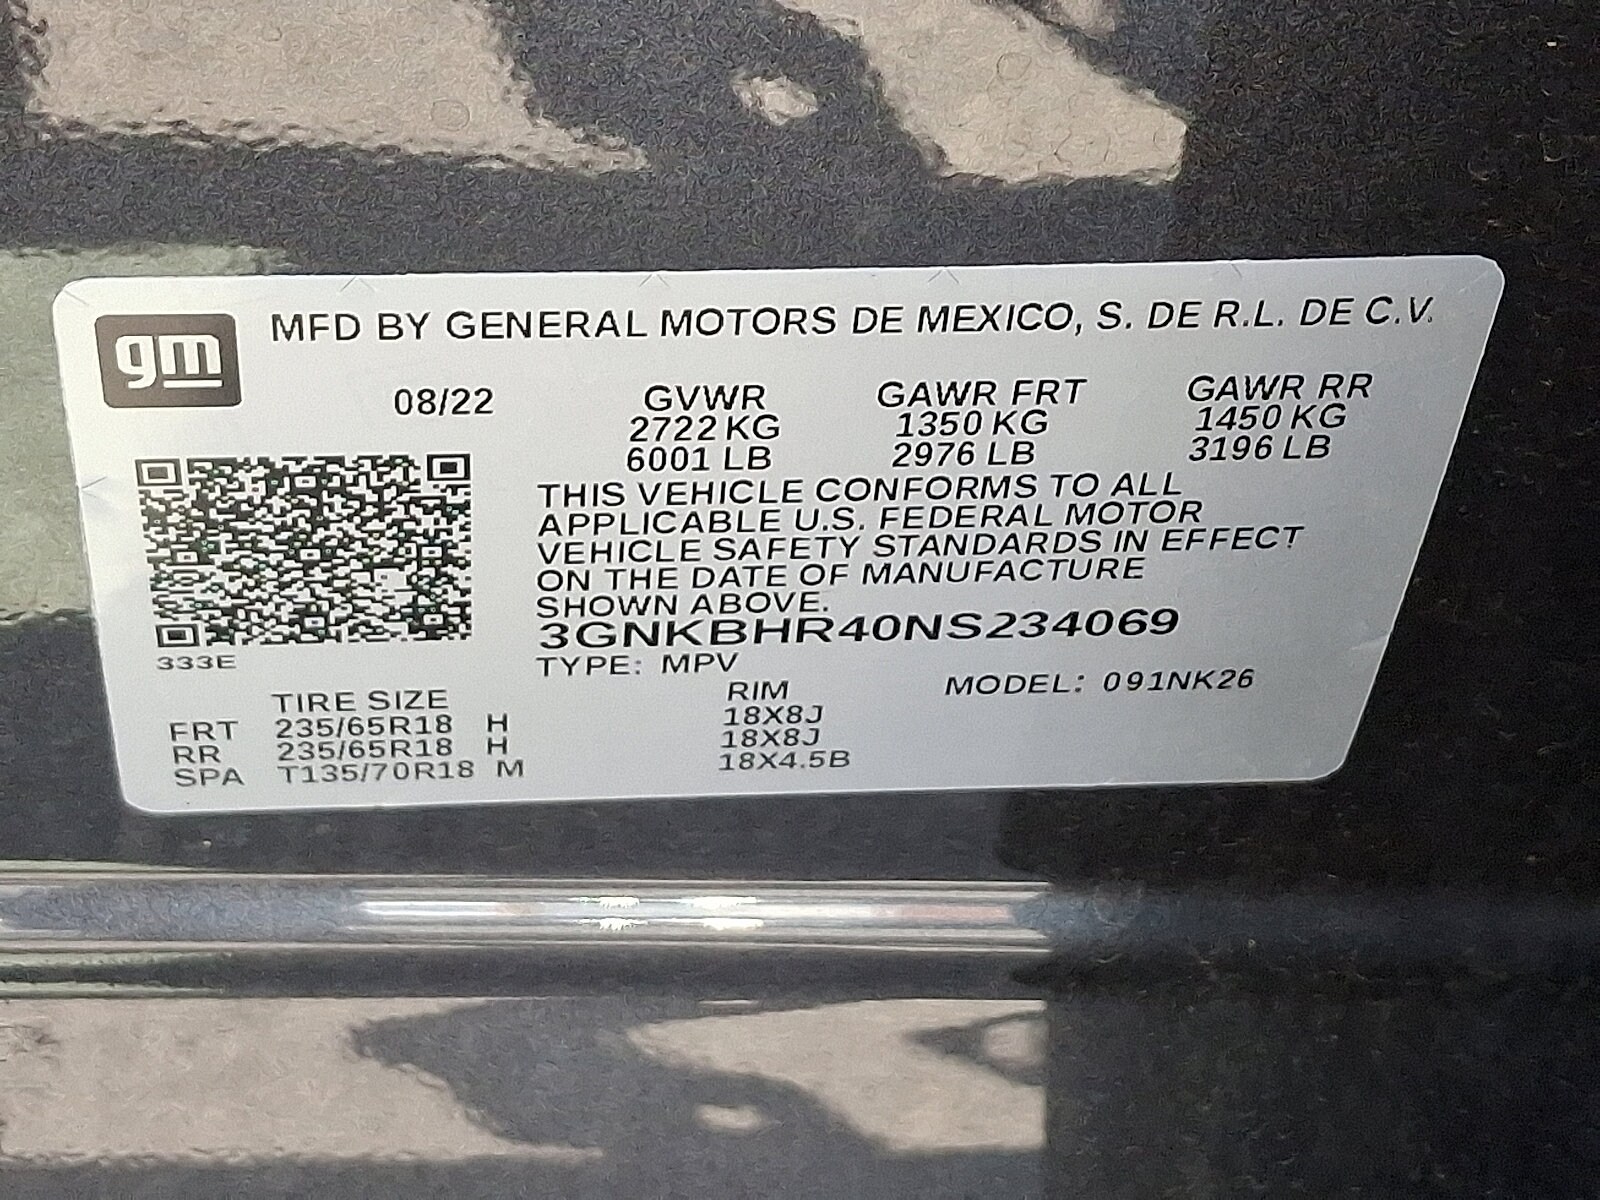 gm
MFD BY GENERAL MOTORS DE MEXICO, S. DE R.L. DE C.V.
08/22 GVWR GAWR FRT GAWR RR
2722 KG 1350 KG 1450 KG
6001 LB 2976 LB 3196 LB
THIS VEHICLE CONFORMS TO ALL
APPLICABLE U.S. FEDERAL MOTOR
VEHICLE SAFETY STANDARDS IN EFFECT
ON THE DATE OF MANUFACTURE
SHOWN ABOVE.
3GNKBHR40NS234069
333E
TYPE: MPV MODEL: 091NK26
TIRE SIZE RIM
FRT 235/65R18 H 18X8J
RR 235/65R18 H 18X8J
SPA T135/70R18 M 18X4.5B